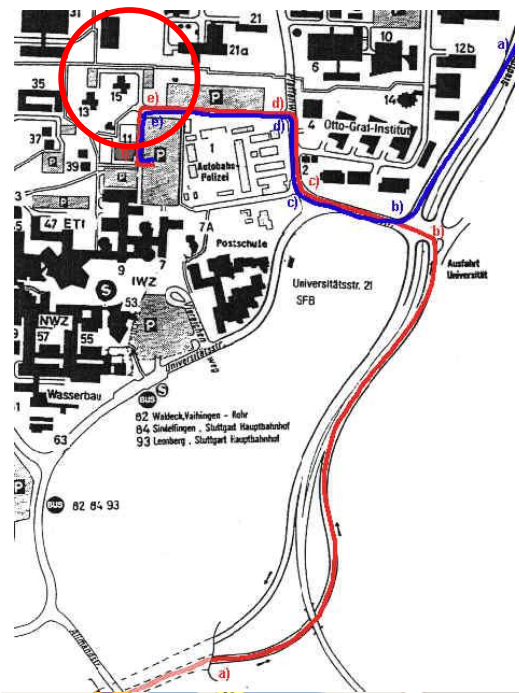 21
21a
6
10
12b
a)
35
15
13
14
e)
P
d)
e)
d)
4
Otto-Graf-Institut
37
11
P
1
Autobahn-
Polizei
2
39
c)
P
c)
b)
b)
47 ETI
7A
Postschule
9
7
Ausfahrt
Universität
IWZ
S
53
Universitätsstr. 21
SFB
NWZ
P
57
55
Universitätsstr.
weg
Wasserbau
BUS
S
82 Waldeck,Vaihingen - Rohr
84 Sindelfingen , Stuttgart Hauptbahnhof
93 Leonberg , Stuttgart Hauptbahnhof
63
P
BUS
82 84 93
Allmandstr.
a)